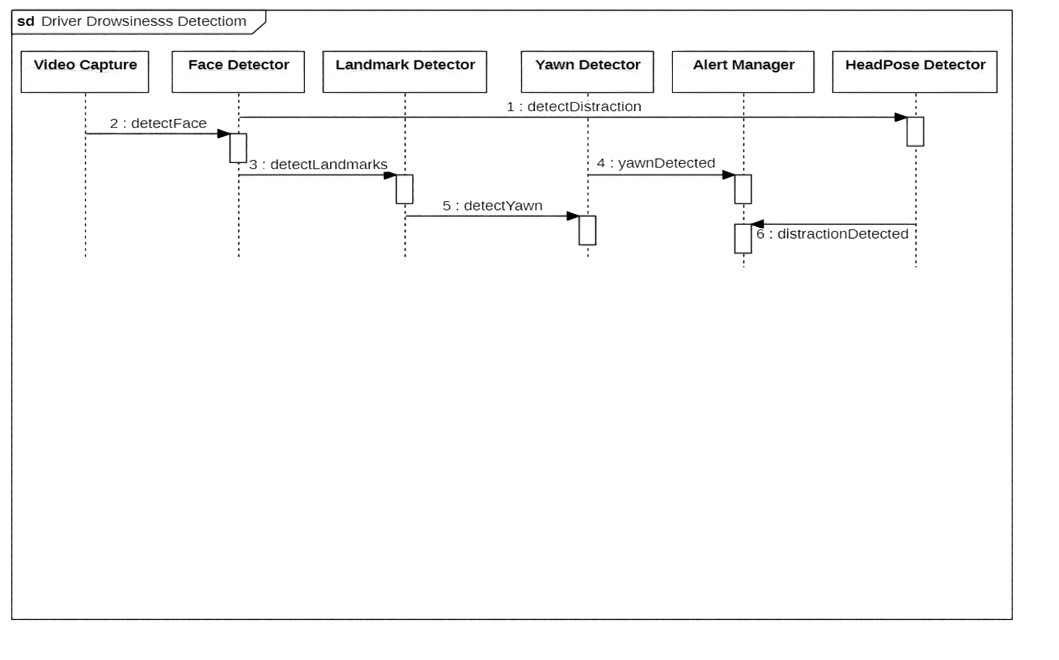 sd Driver Drowsinesss Detectiom
Video Capture
Face Detector
Landmark Detector
Yawn Detector
Alert Manager
HeadPose Detector
1 : detectDistraction
2 : detectFace
3 : detectLandmarks
4 : yawnDetected
5 : detectYawn
6 : distractionDetected